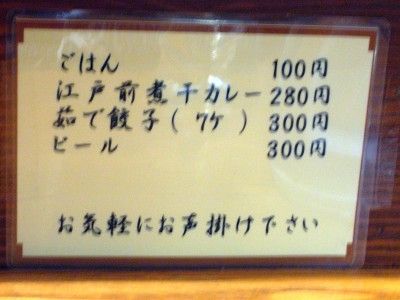 ごはん 100円
江戸前煮干カレー 280円
茹で餃子(7ケ) 300円
ビール 300円
お気軽にお声掛け下さい